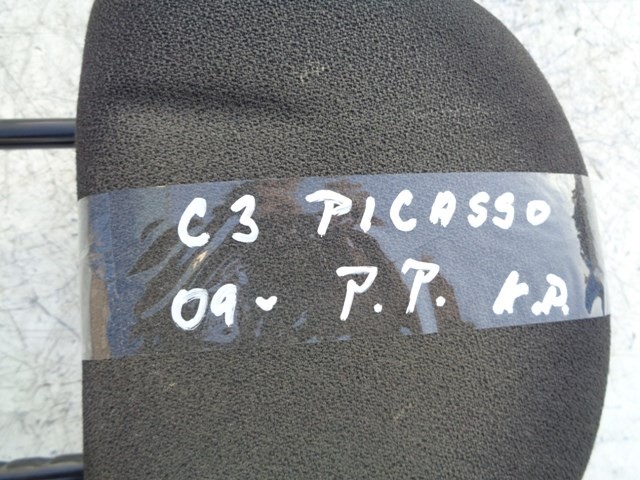 C3 PICASSO
09- P.P. K.D.